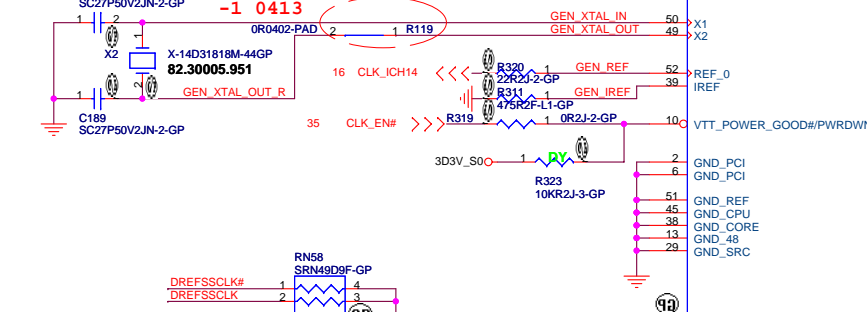 SC27P50V2JN-2-GP
-1 0413
1 2
0R0402-PAD 2 1 R119
GEN_XTAL_IN 50 X1
GEN_XTAL_OUT 49 X2
1
X2
X-14D31818M-44GP
82.30005.951
2
GEN_XTAL_OUT_R
1 2
C189
SC27P50V2JN-2-GP
16 CLK_ICH14
R320
1 GEN_REF 52 REF_0
22R2J-2-GP
39 IREF
R311
1 GEN_IREF
475R2F-L1-GP
35 CLK_EN# R319 1 0R2J-2-GP
10 VTT_POWER_GOOD#/PWRDWN
3D3V_S0 1 DY
R323
10KR2J-3-GP
2 GND_PCI
6 GND_PCI
51 GND_REF
45 GND_CPU
38 GND_CORE
13 GND_48
29 GND_SRC
RN58
SRN49D9F-GP
DREFSSCLK# 1 4
DREFSSCLK 2 3
GP